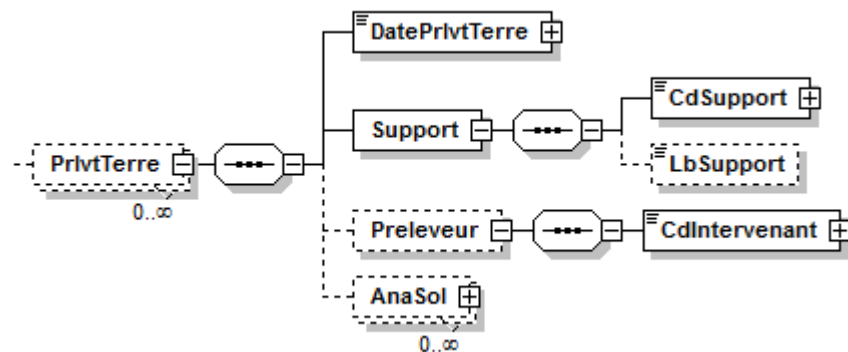 DatePrlvtTerre
CdSupport
Support
LbSupport
PrlvtTerre
0..∞
Preleveur
CdIntervenant
AnaSol
0..∞